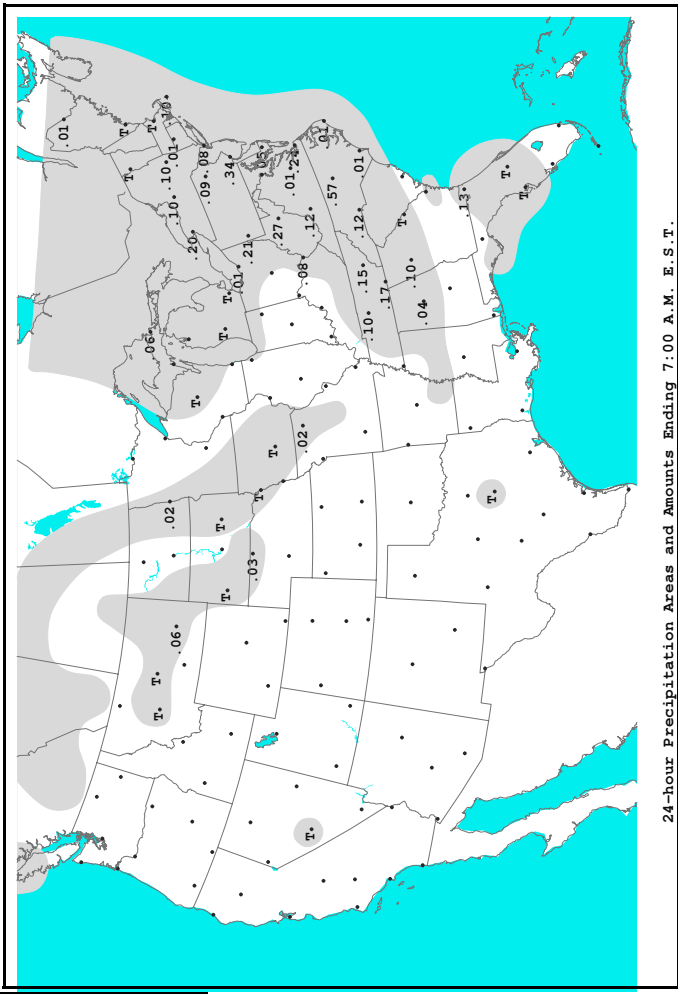 .01
T
T
.06
T
T
T
.10
.10
.02
.10
.01
.06
.20
T
.08
.09
T
T
T
T
.34
.01
.21
.03
T
.05
T
.27
.01
.02
.08
T
.12
.01
.57
.12
.01
.15
.10
.17
T
.10
.04
.13
T
T
T
24-hour Precipitation Areas and Amounts Ending 7:00 A.M. E.S.T.